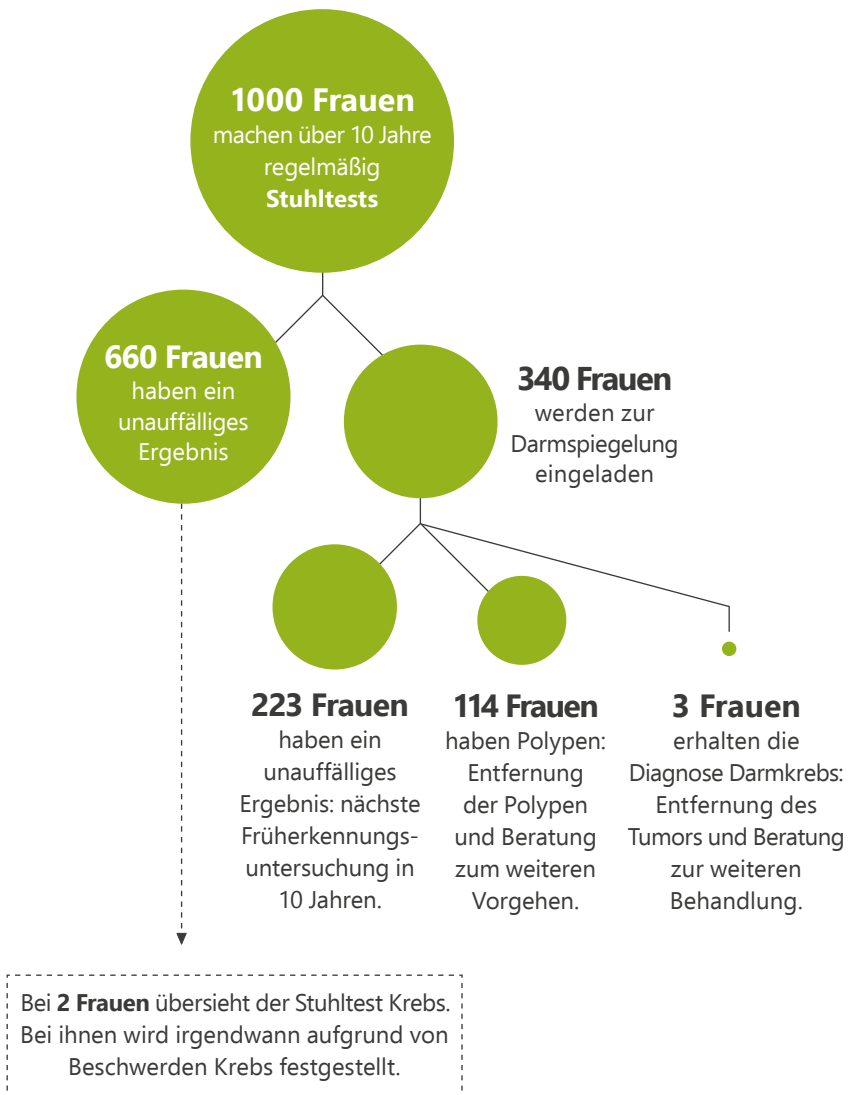 1000 Frauen
machen über 10 Jahre
regelmäßig
Stuhltests
660 Frauen
haben ein
unauffälliges
Ergebnis
340 Frauen
werden zur
Darmspiegelung
eingeladen
223 Frauen
haben ein
unauffälliges
Ergebnis: nächste
Früherkennungs-
untersuchung in
10 Jahren.
114 Frauen
haben Polypen:
Entfernung
der Polypen
und Beratung
zum weiteren
Vorgehen.
3 Frauen
erhalten die
Diagnose Darmkrebs:
Entfernung des
Tumors und Beratung
zur weiteren
Behandlung.
Bei 2 Frauen übersieht der Stuhltest Krebs.
Bei ihnen wird irgendwann aufgrund von
Beschwerden Krebs festgestellt.